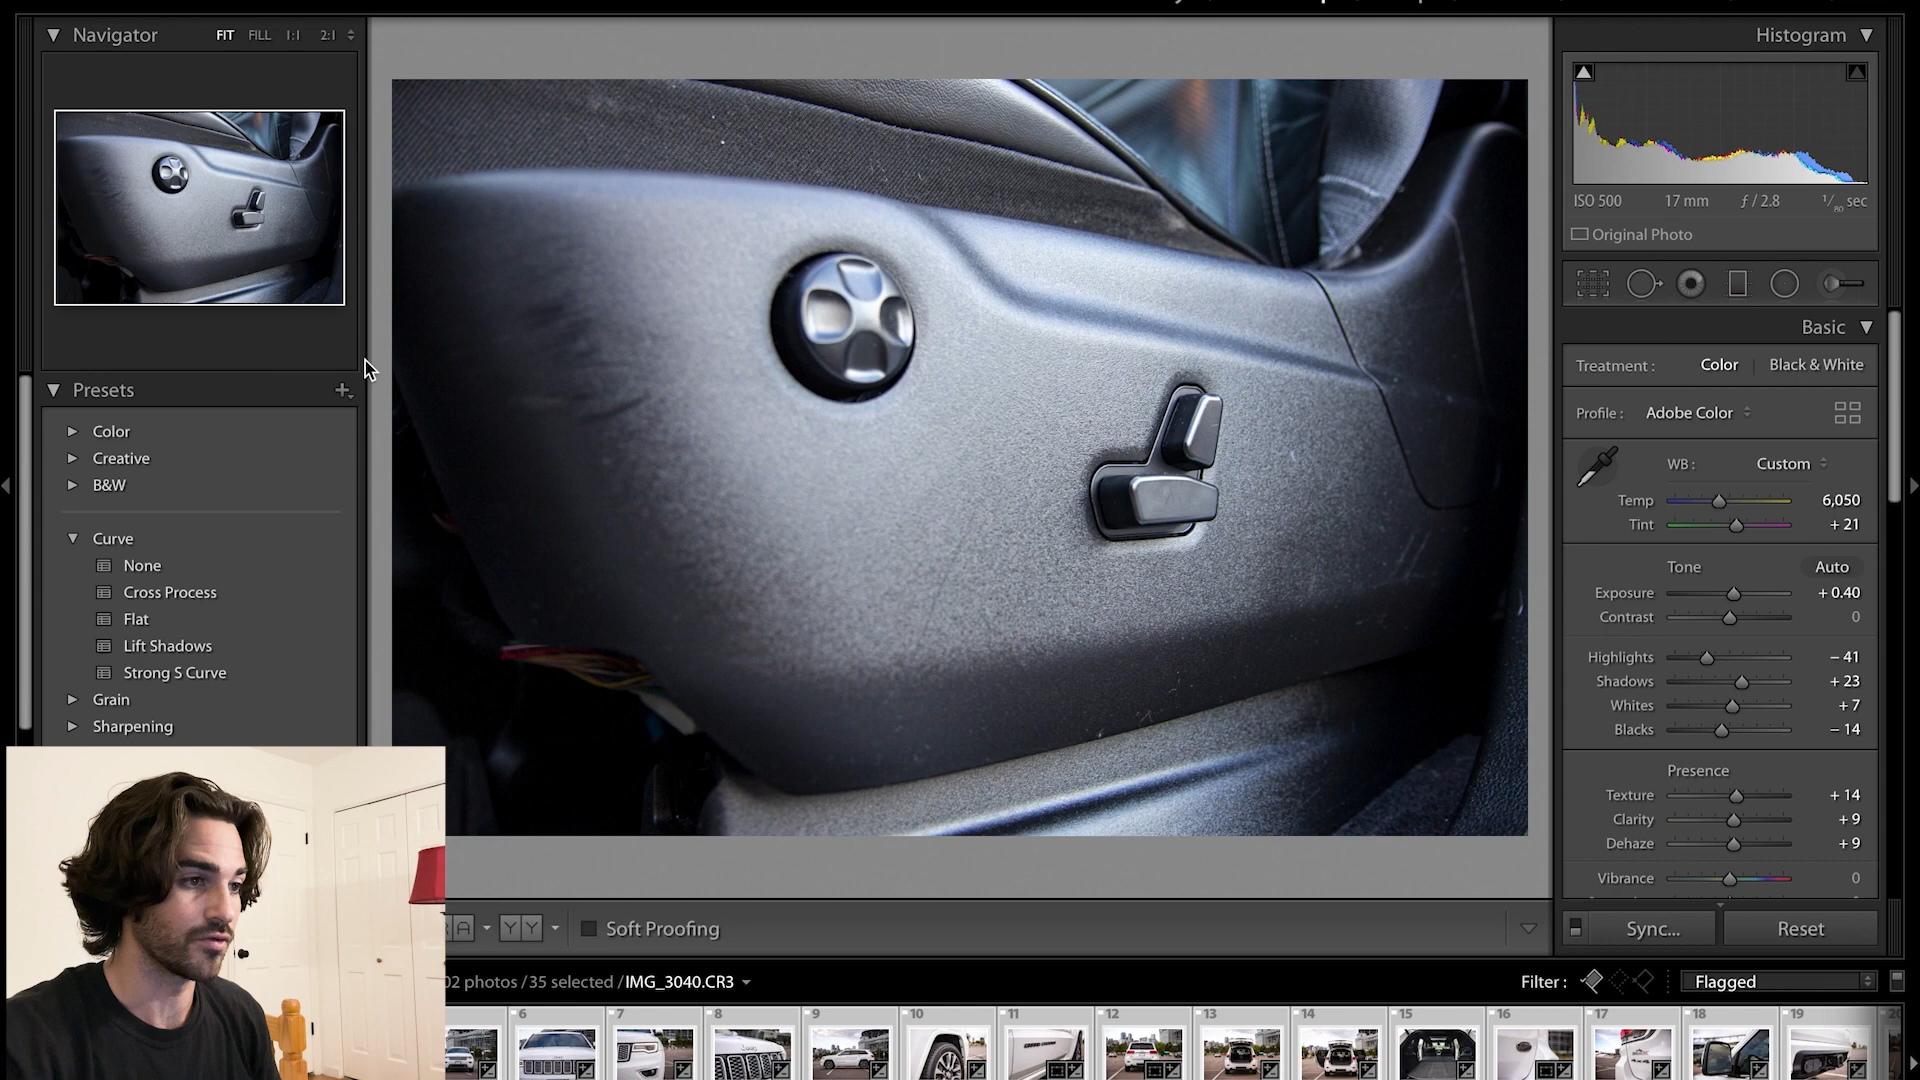 Navigator FIT FILL 1:1 2:1
Histogram
ISO 500 17 mm ƒ / 2.8 1/80 sec
Original Photo
Basic
Treatment : Color Black & White
Profile : Adobe Color
WB : Custom
Temp 6,050
Tint + 21
Tone Auto
Exposure + 0.40
Contrast 0
Highlights – 41
Shadows + 23
Whites + 7
Blacks – 14
Presence
Texture + 14
Clarity + 9
Dehaze + 9
Vibrance 0
Sync... Reset
Presets
Color
Creative
B&W
Curve
None
Cross Process
Flat
Lift Shadows
Strong S Curve
Grain
Sharpening
A YY Soft Proofing
02 photos / 35 selected / IMG_3040.CR3
Filter : Flagged
6 7 8 9 10 11 12 13 14 15 16 17 18 19 20